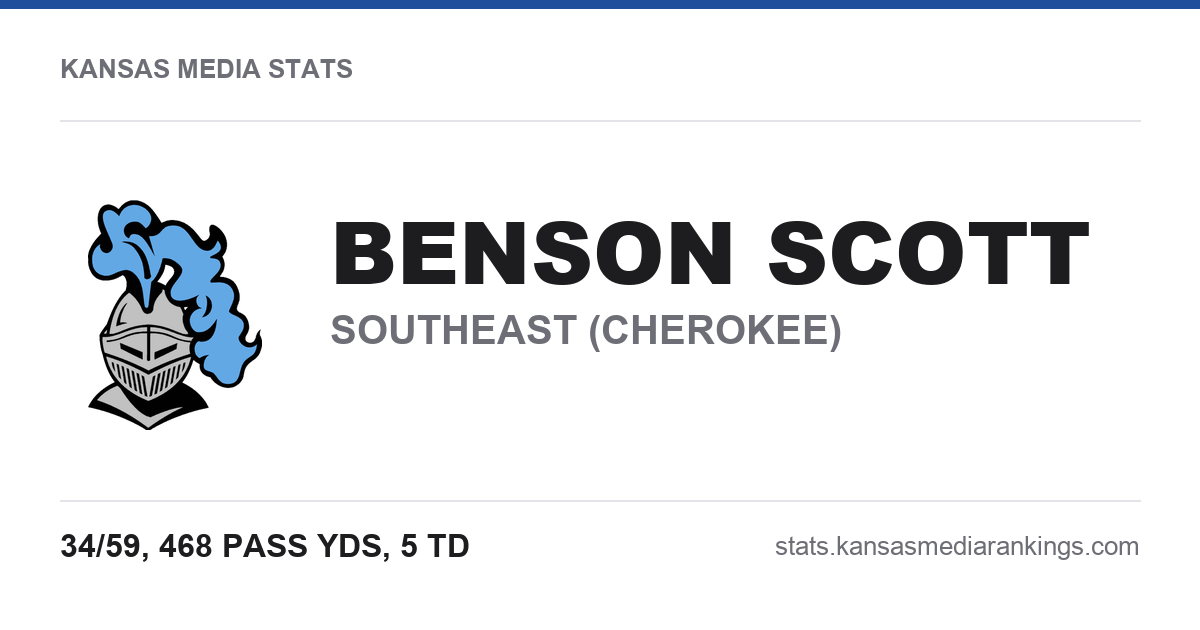 KANSAS MEDIA STATS
BENSON SCOTT
SOUTHEAST (CHEROKEE)
34/59, 468 PASS YDS, 5 TD
stats.kansasmediarankings.com